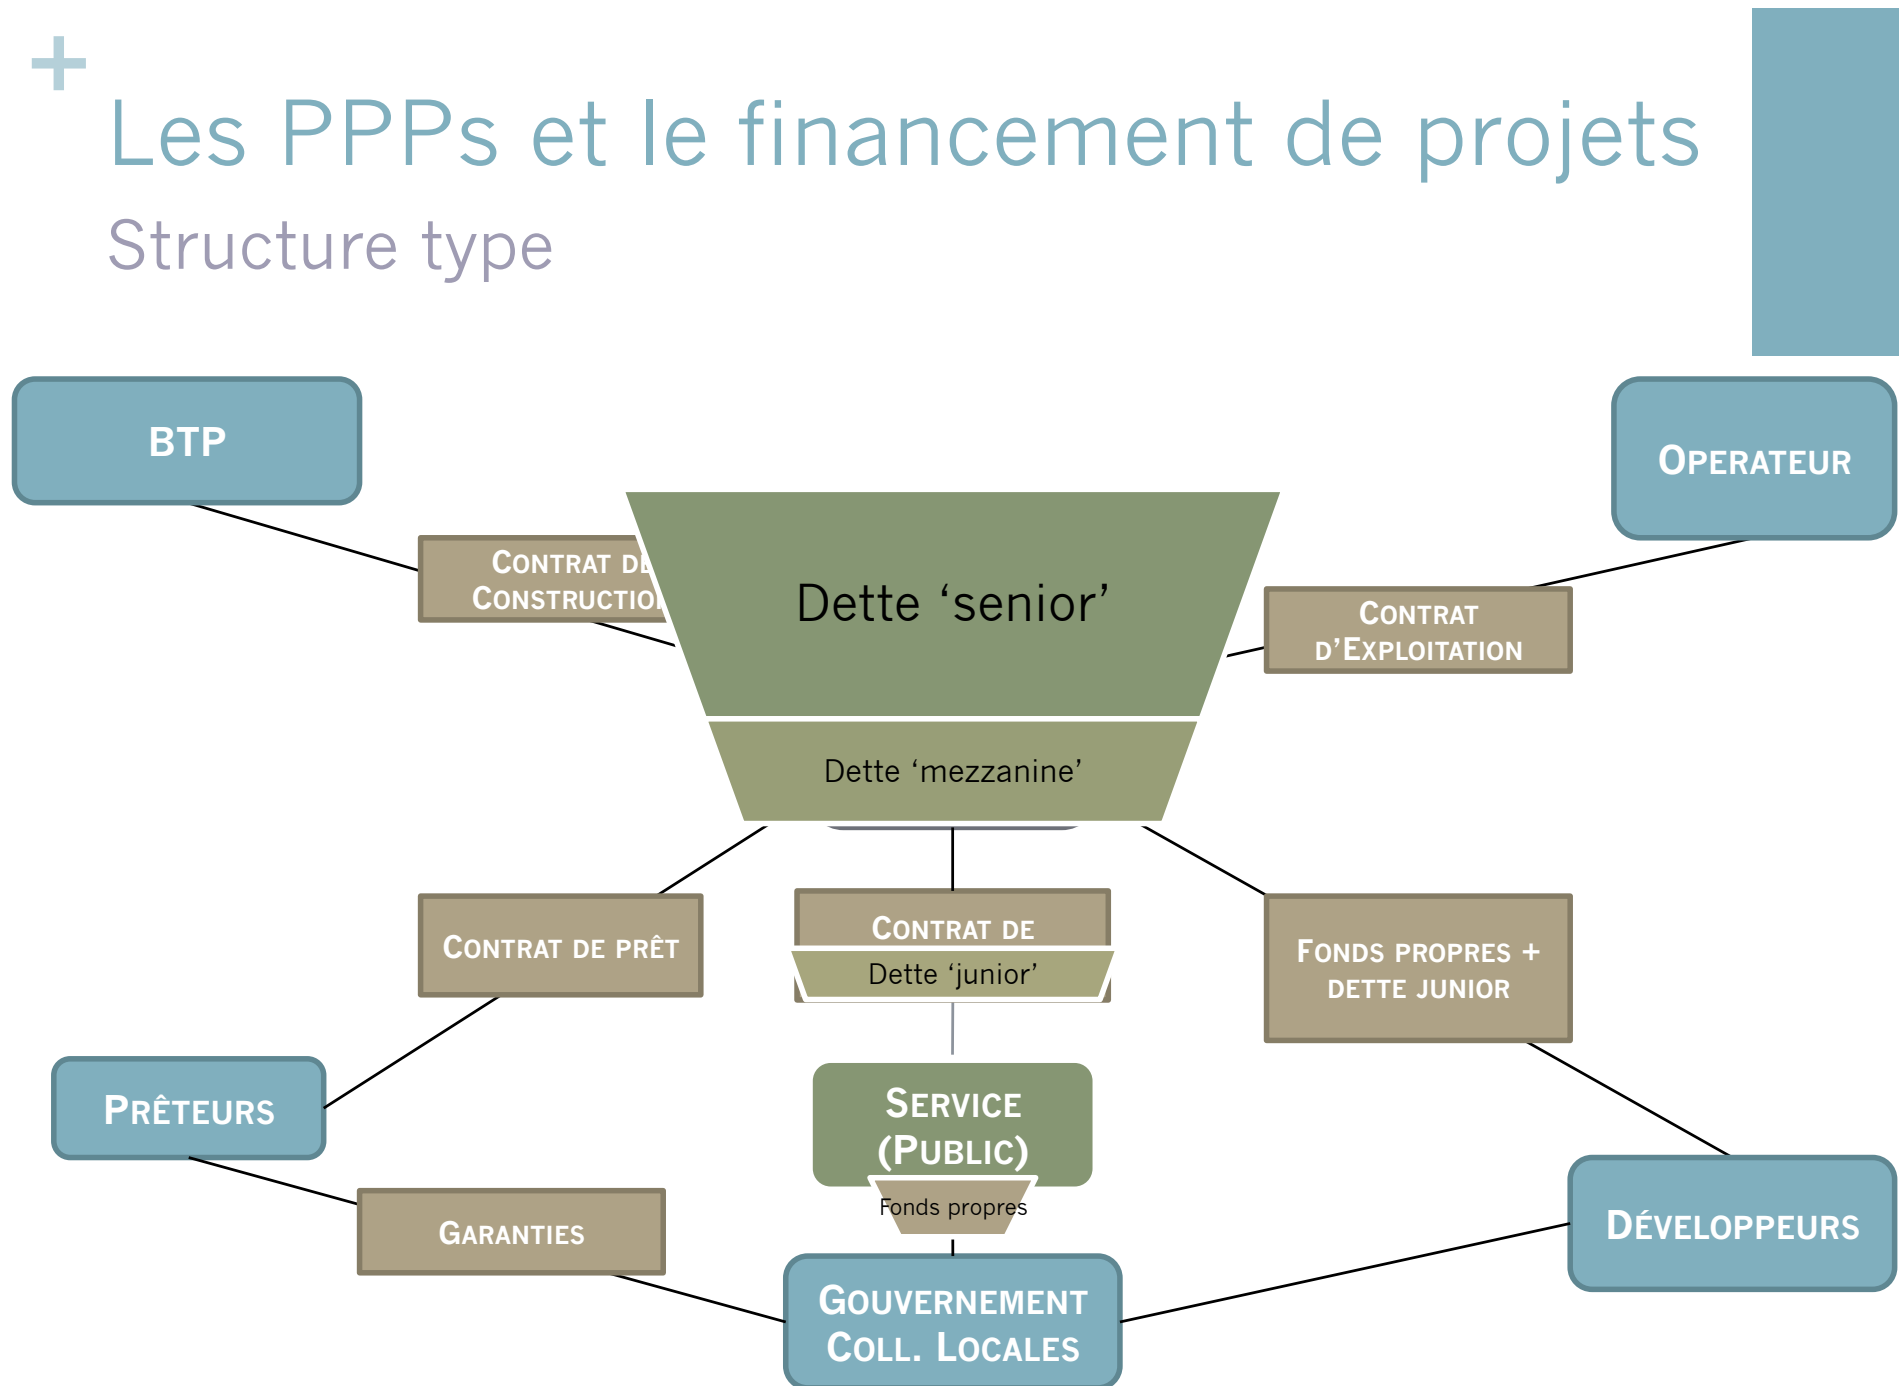 +
Les PPPs et le financement de projets
Structure type
BTP
OPERATEUR
CONTRAT DE
CONSTRUCTION
Dette ‘senior’
CONTRAT
D’EXPLOITATION
Dette ‘mezzanine’
CONTRAT DE PRÊT
CONTRAT DE
Dette ‘junior’
FONDS PROPRES +
DETTE JUNIOR
PRÊTEURS
SERVICE
(PUBLIC)
Fonds propres
GARANTIES
DÉVELOPPEURS
GOUVERNEMENT
COLL. LOCALES